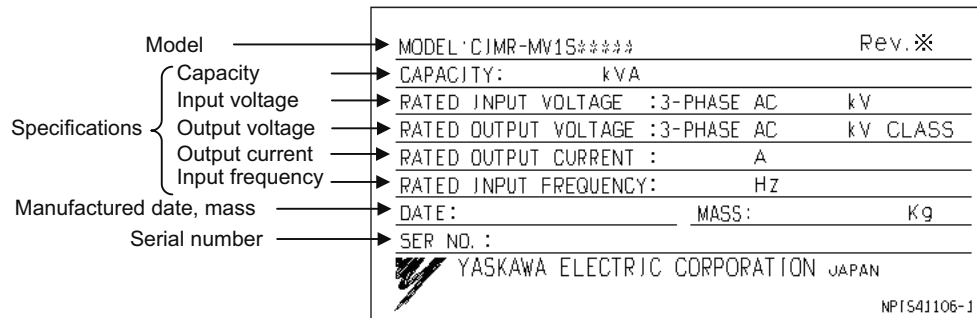 Model
Specifications
Capacity
Input voltage
Output voltage
Output current
Input frequency
Manufactured date, mass
Serial number
MODEL:CIMR-MV1S***** Rev.※
CAPACITY: kVA
RATED INPUT VOLTAGE :3-PHASE AC kV
RATED OUTPUT VOLTAGE :3-PHASE AC kV CLASS
RATED OUTPUT CURRENT : A
RATED INPUT FREQUENCY: Hz
DATE: MASS: Kg
SER NO.:
YASKAWA ELECTRIC CORPORATION JAPAN
NPIS41106-1